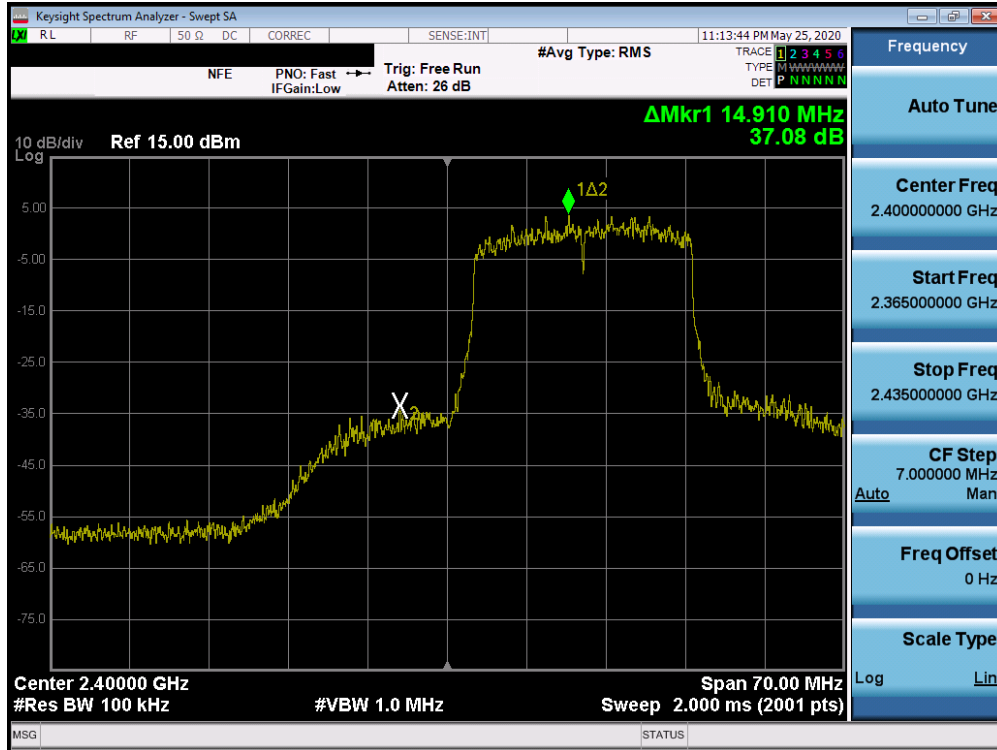 Keysight Spectrum Analyzer - Swept SA
LXI RL RF 50 Ω DC CORREC SENSE:INT 11:13:44 PM May 25, 2020
Frequency
NFE PNO: Fast Trig: Free Run #Avg Type: RMS TRACE 1 2 3 4 5 6
TYPE M WWWWW
IFGain:Low Atten: 26 dB DET P N N N N N
Auto Tune
ΔMkr1 14.910 MHz
10 dB/div Ref 15.00 dBm 37.08 dB
Log
1Δ2
5.00
-5.00
-15.0
-25.0
-35.0
X2
-45.0
-55.0
-65.0
-75.0
Center 2.40000 GHz Span 70.00 MHz
#Res BW 100 kHz #VBW 1.0 MHz Sweep 2.000 ms (2001 pts)
Center Freq
2.400000000 GHz
Start Freq
2.365000000 GHz
Stop Freq
2.435000000 GHz
CF Step
7.000000 MHz
Auto Man
Freq Offset
0 Hz
Scale Type
Log Lin
MSG STATUS